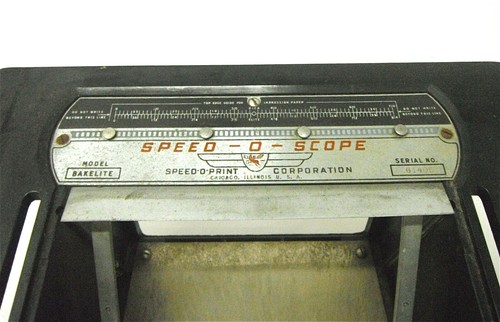 DO NOT WRITE
BEYOND THIS LINE
DO NOT WRITE
BEYOND THIS LINE
SPEED-O-SCOPE
MODEL
BAKELITE
SPEED-O-PRINT CORPORATION
CHICAGO, ILLINOIS U. S. A.
SERIAL NO.